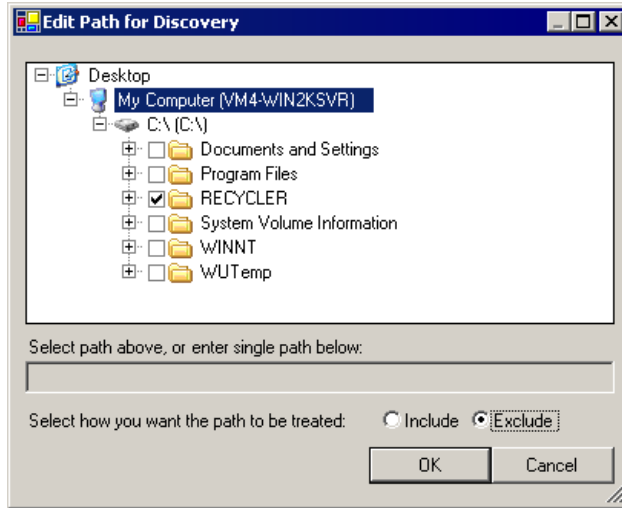 Edit Path for Discovery
Desktop
My Computer (VM4-WIN2KSVR)
C:\ (C:\)
Documents and Settings
Program Files
RECYCLER
System Volume Information
WINNT
WUTemp
Select path above, or enter single path below:
Select how you want the path to be treated: Include Exclude
OK Cancel